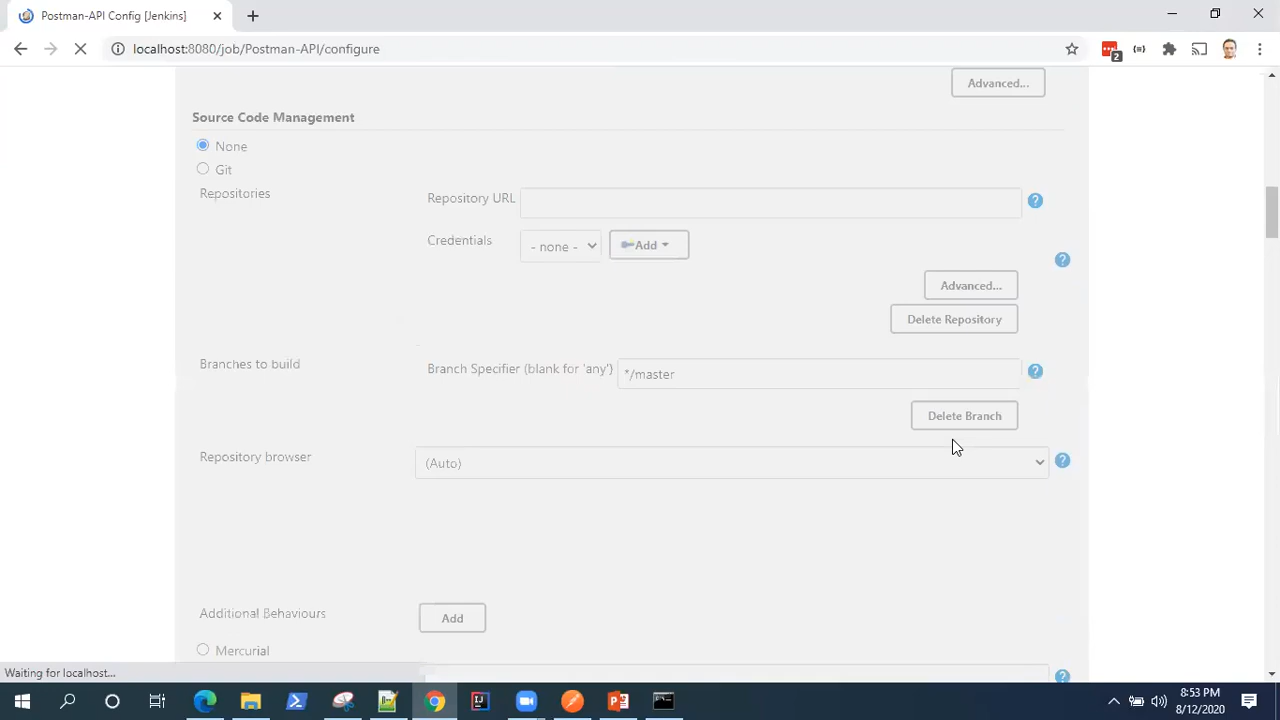 Postman-API Config [Jenkins]
localhost:8080/job/Postman-API/configure
2
Advanced...
Source Code Management
None
Git
Repositories
Repository URL
?
Credentials
- none -
Add
?
Advanced...
Delete Repository
Branches to build
Branch Specifier (blank for 'any')
*/master
?
Delete Branch
Repository browser
(Auto)
?
Additional Behaviours
Add
Mercurial
?
Waiting for localhost...
8:53 PM
8/12/2020